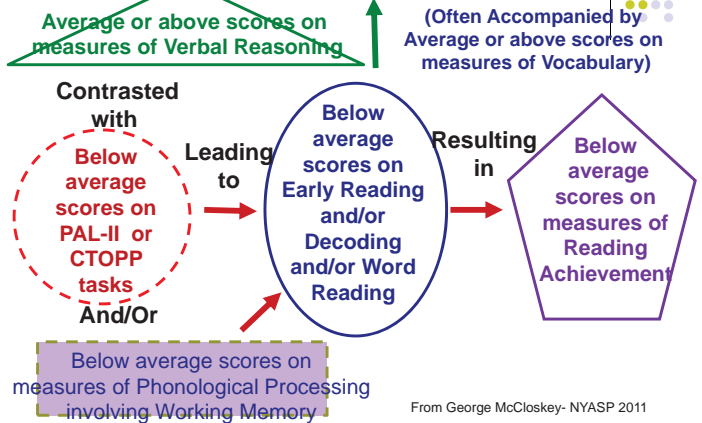 Average or above scores on
measures of Verbal Reasoning
(Often Accompanied by
Average or above scores on
measures of Vocabulary)
Contrasted
with
Below
average
scores on
PAL-II or
CTOPP
tasks
And/Or
Below average scores on
measures of Phonological Processing
involving Working Memory
Leading
to
Below
average
scores on
Early Reading
and/or
Decoding
and/or Word
Reading
Resulting
in
Below
average
scores on
measures of
Reading
Achievement
From George McCloskey- NYASP 2011